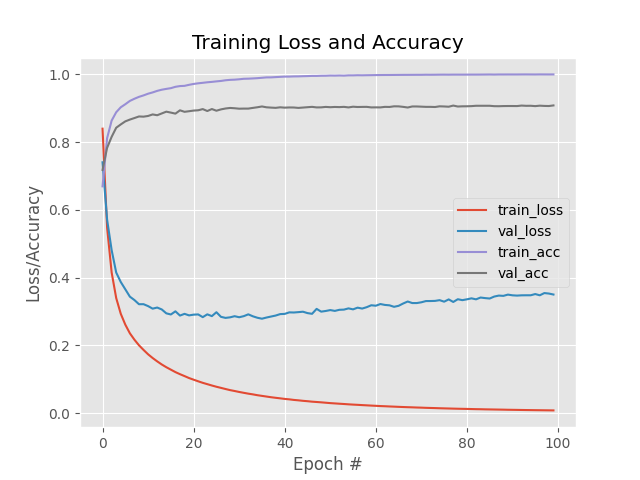 Training Loss and Accuracy
Loss/Accuracy
1.0
0.8
0.6
0.4
0.2
0.0
train_loss
val_loss
train_acc
val_acc
0 20 40 60 80 100
Epoch #